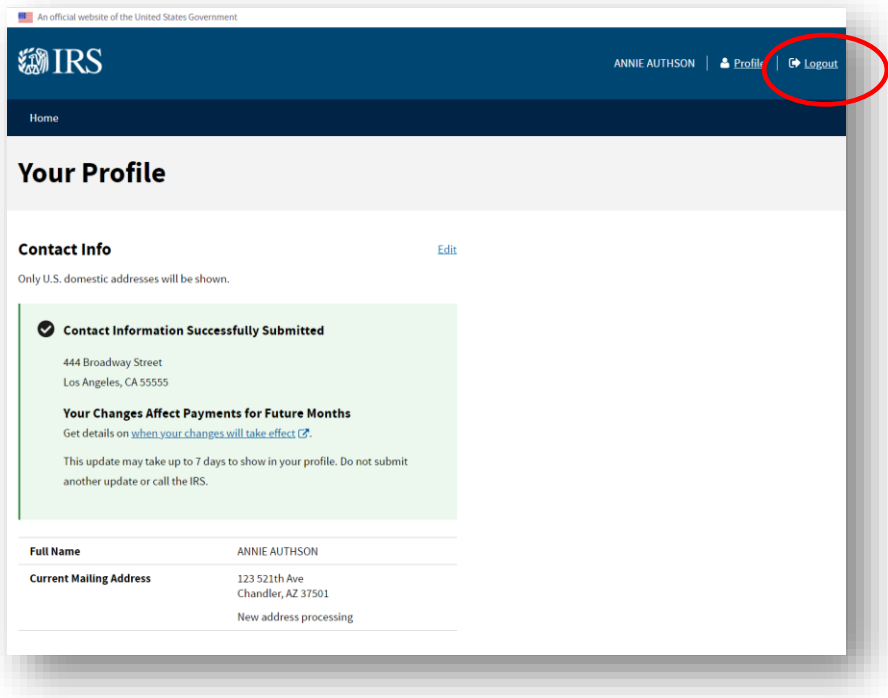 An official website of the United States Government
IRS
ANNIE AUTHSON | Profile | Logout
Home
Your Profile
Contact Info
Edit
Only U.S. domestic addresses will be shown.
Contact Information Successfully Submitted
444 Broadway Street
Los Angeles, CA 55555
Your Changes Affect Payments for Future Months
Get details on when your changes will take effect.
This update may take up to 7 days to show in your profile. Do not submit
another update or call the IRS.
Full Name ANNIE AUTHSON
Current Mailing Address 123 521th Ave
Chandler, AZ 37501
New address processing